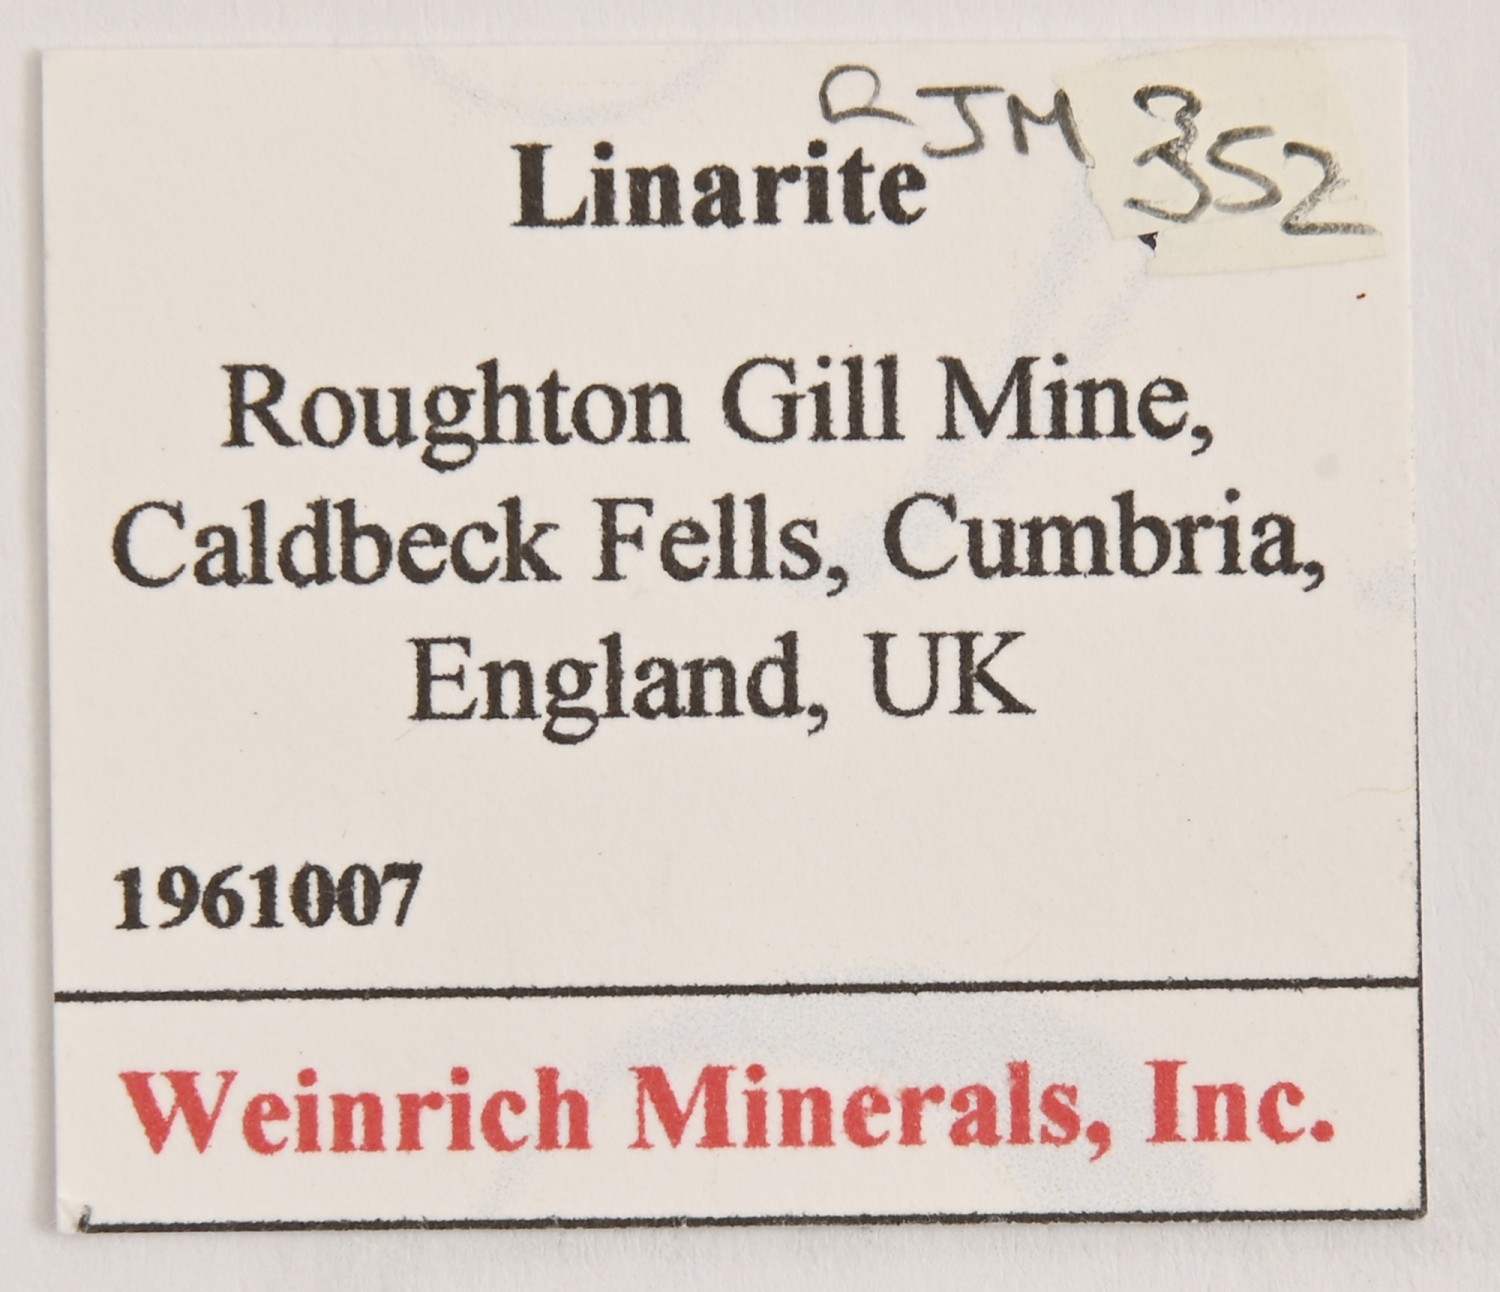 RJM 352
Linarite
Roughton Gill Mine,
Caldbeck Fells, Cumbria,
England, UK
1961007
Weinrich Minerals, Inc.